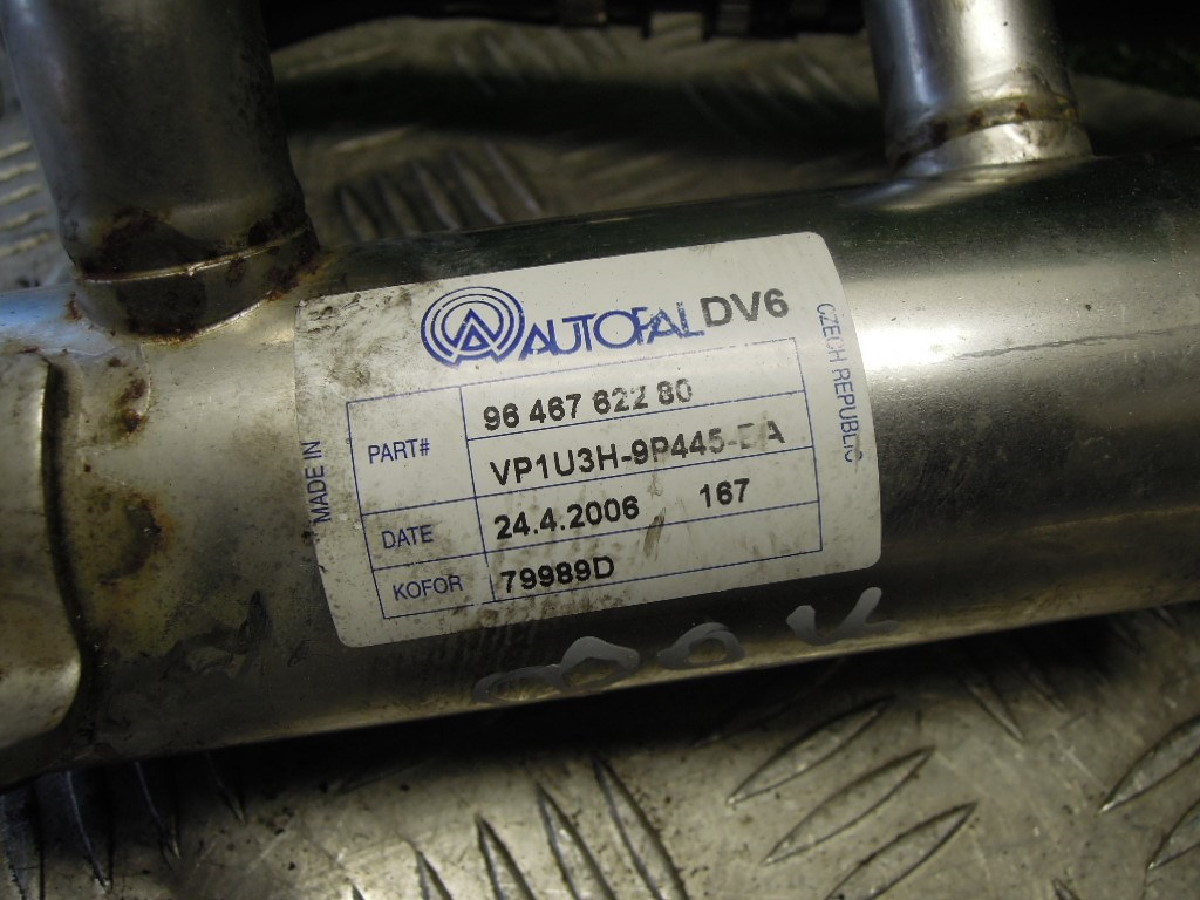 AUTOPAL DV6
PART#
96 467 622 80
VP1U3H-9P445-
DATE 24.4.2006 167
KOFOR 79989D
MADE IN
CZECH REPUBLIC